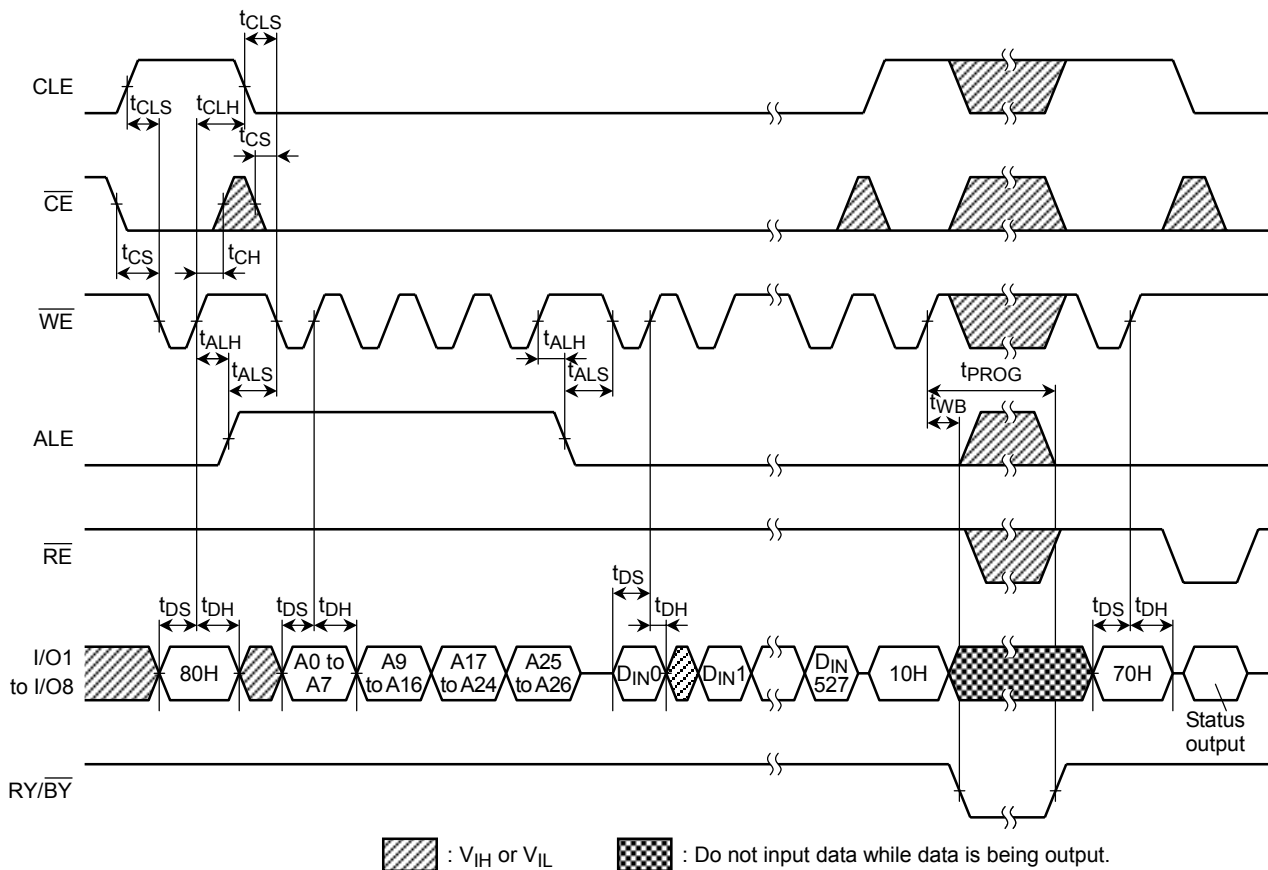 tCLS
CLE
tCLS
tCLH
tCS
CE
tCS
tCH
WE
tALH
tALS
tALH
tALS
tPROG
tWB
ALE
RE
tDS
tDH
tDS
tDH
tDS
tDH
tDS
tDH
I/O1
to I/O8
80H
A0 to
A7
A9
to A16
A17
to A24
A25
to A26
DIN0
DIN1
DIN
527
10H
70H
Status
output
RY/BY
: VIH or VIL
: Do not input data while data is being output.